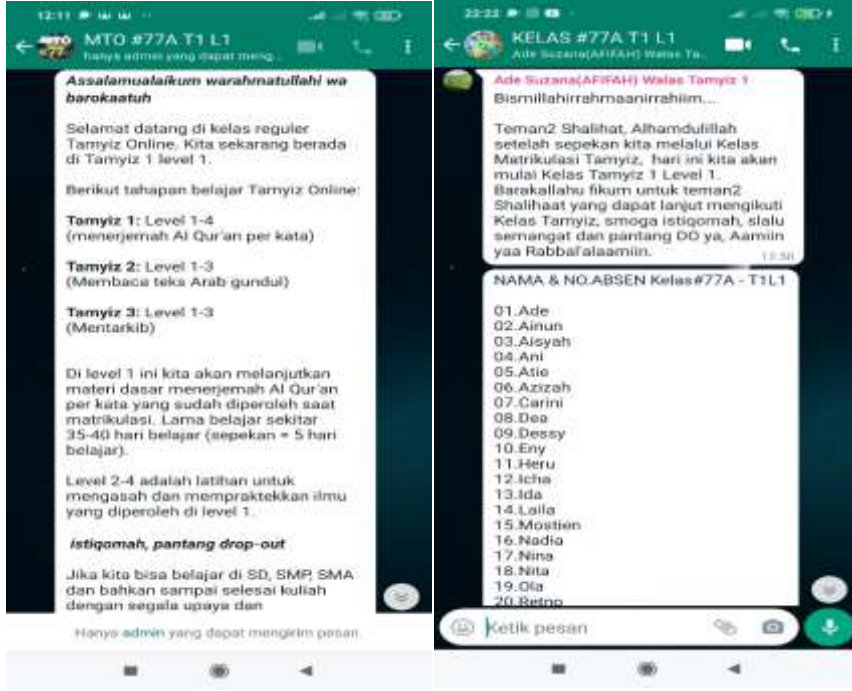 12:11
MTO #77A T1 L1
hanya admin yang dapat meng...
Assalamualaikum warahmatullahi wa
barokaatuh
Selamat datang di kelas reguler
Tamyiz Online. Kita sekarang berada
di Tamyiz 1 level 1.
Berikut tahapan belajar Tamyiz Online:
Tamyiz 1: Level 1-4
(menerjemah Al Qur'an per kata)
Tamyiz 2: Level 1-3
(Membaca teks Arab gundul)
Tamyiz 3: Level 1-3
(Mentarkib)
Di level 1 ini kita akan melanjutkan
materi dasar menerjemah Al Qur'an
per kata yang sudah diperoleh saat
matrikulasi. Lama belajar sekitar
35-40 hari belajar (sepekan = 5 hari
belajar).
Level 2-4 adalah latihan untuk
mengasah dan mempraktekkan ilmu
yang diperoleh di level 1.
istiqomah, pantang drop-out
Jika kita bisa belajar di SD, SMP, SMA
dan bahkan sampai selesai kuliah
dengan segala upaya dan
Hanya admin yang dapat mengirim pesan.
22:22
KELAS #77A T1 L1
Ade Suzana(AFIFAH) Walas Ta..
Ade Suzana(AFIFAH) Walas Tamyiz 1
Bismillahirrahmaanirrahiim...
Teman2 Shalihat, Alhamdulillah
setelah sepekan kita melalui Kelas
Matrikulasi Tamyiz, hari ini kita akan
mulai Kelas Tamyiz 1 Level 1.
Barakallahu fikum untuk teman2
Shalihaat yang dapat lanjut mengikuti
Kelas Tamyiz, smoga istiqomah, slalu
semangat dan pantang DO ya, Aamiin
yaa Rabbal'alaamiin.
NAMA & NO.ABSEN Kelas#77A - T1L1
01.Ade
02.Ainun
03.Aisyah
04.Ani
05.Atie
06.Azizah
07.Carini
08.Dea
09.Dessy
10.Eny
11.Heru
12.Icha
13.Ida
14.Laila
15.Mostien
16.Nadia
17.Nina
18.Nita
19.Ola
20.Retno
Ketik pesan